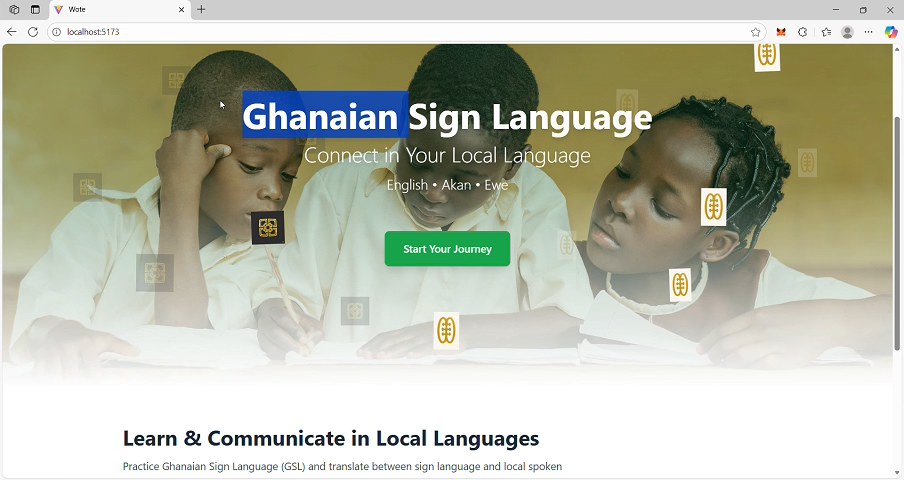 Wote
localhost:5173
Ghanaian Sign Language
Connect in Your Local Language
English • Akan • Ewe
Start Your Journey
Learn & Communicate in Local Languages
Practice Ghanaian Sign Language (GSL) and translate between sign language and local spoken